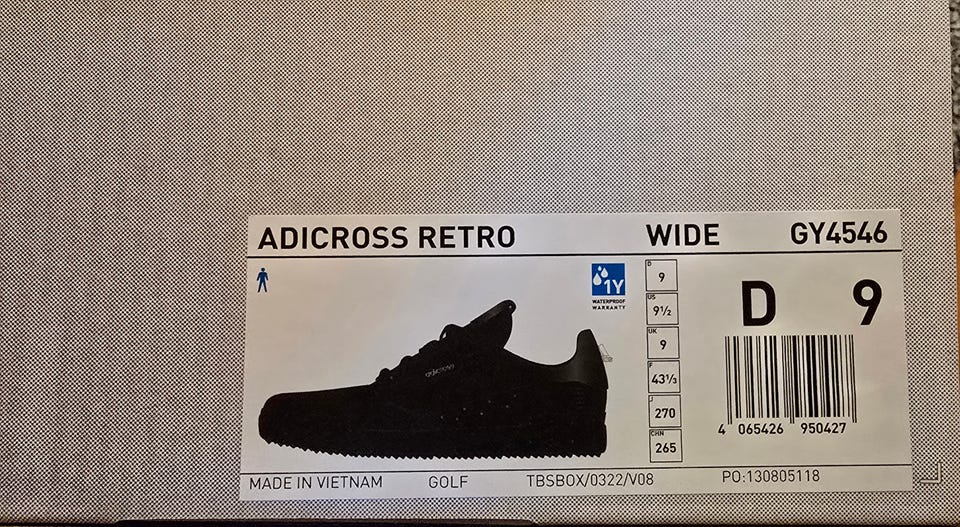 ADICROSS RETRO WIDE GY4546
1Y
WATERPROOF
WARRANTY
D
9
US
9½
UK
9
F
43⅓
J
270
CHN
265
D 9
4 065426 950427
MADE IN VIETNAM GOLF TBSBOX/0322/V08 PO:130805118